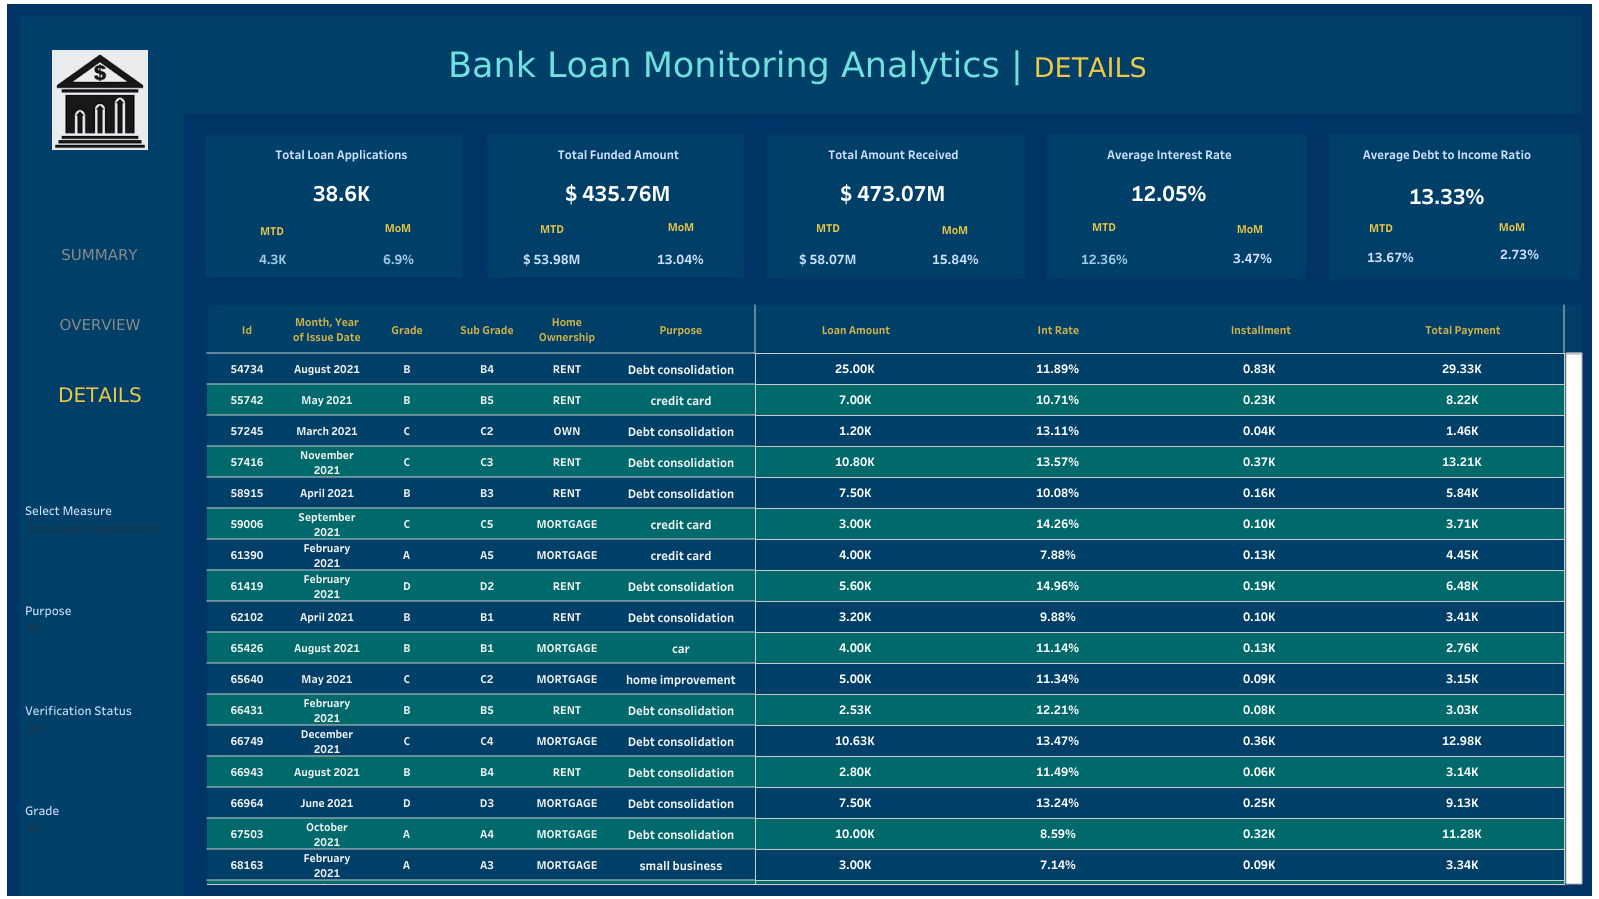 $
Bank Loan Monitoring Analytics | DETAILS
SUMMARY
OVERVIEW
DETAILS
Select Measure
Purpose
Verification Status
Grade
Total Loan Applications
38.6K
MTD MoM
4.3K 6.9%
Total Funded Amount
$ 435.76M
MTD MoM
$ 53.98M 13.04%
Total Amount Received
$ 473.07M
MTD MoM
$ 58.07M 15.84%
Average Interest Rate
12.05%
MTD MoM
12.36% 3.47%
Average Debt to Income Ratio
13.33%
MTD MoM
13.67% 2.73%
Id Month, Year of Issue Date Grade Sub Grade Home Ownership Purpose Loan Amount Int Rate Installment Total Payment
54734 August 2021 B B4 RENT Debt consolidation 25.00K 11.89% 0.83K 29.33K
55742 May 2021 B B5 RENT credit card 7.00K 10.71% 0.23K 8.22K
57245 March 2021 C C2 OWN Debt consolidation 1.20K 13.11% 0.04K 1.46K
57416 November 2021 C C3 RENT Debt consolidation 10.80K 13.57% 0.37K 13.21K
58915 April 2021 B B3 RENT Debt consolidation 7.50K 10.08% 0.16K 5.84K
59006 September 2021 C C5 MORTGAGE credit card 3.00K 14.26% 0.10K 3.71K
61390 February 2021 A A5 MORTGAGE credit card 4.00K 7.88% 0.13K 4.45K
61419 February 2021 D D2 RENT Debt consolidation 5.60K 14.96% 0.19K 6.48K
62102 April 2021 B B1 RENT Debt consolidation 3.20K 9.88% 0.10K 3.41K
65426 August 2021 B B1 MORTGAGE car 4.00K 11.14% 0.13K 2.76K
65640 May 2021 C C2 MORTGAGE home improvement 5.00K 11.34% 0.09K 3.15K
66431 February 2021 B B5 RENT Debt consolidation 2.53K 12.21% 0.08K 3.03K
66749 December 2021 C C4 MORTGAGE Debt consolidation 10.63K 13.47% 0.36K 12.98K
66943 August 2021 B B4 RENT Debt consolidation 2.80K 11.49% 0.06K 3.14K
66964 June 2021 D D3 MORTGAGE Debt consolidation 7.50K 13.24% 0.25K 9.13K
67503 October 2021 A A4 MORTGAGE Debt consolidation 10.00K 8.59% 0.32K 11.28K
68163 February 2021 A A3 MORTGAGE small business 3.00K 7.14% 0.09K 3.34K